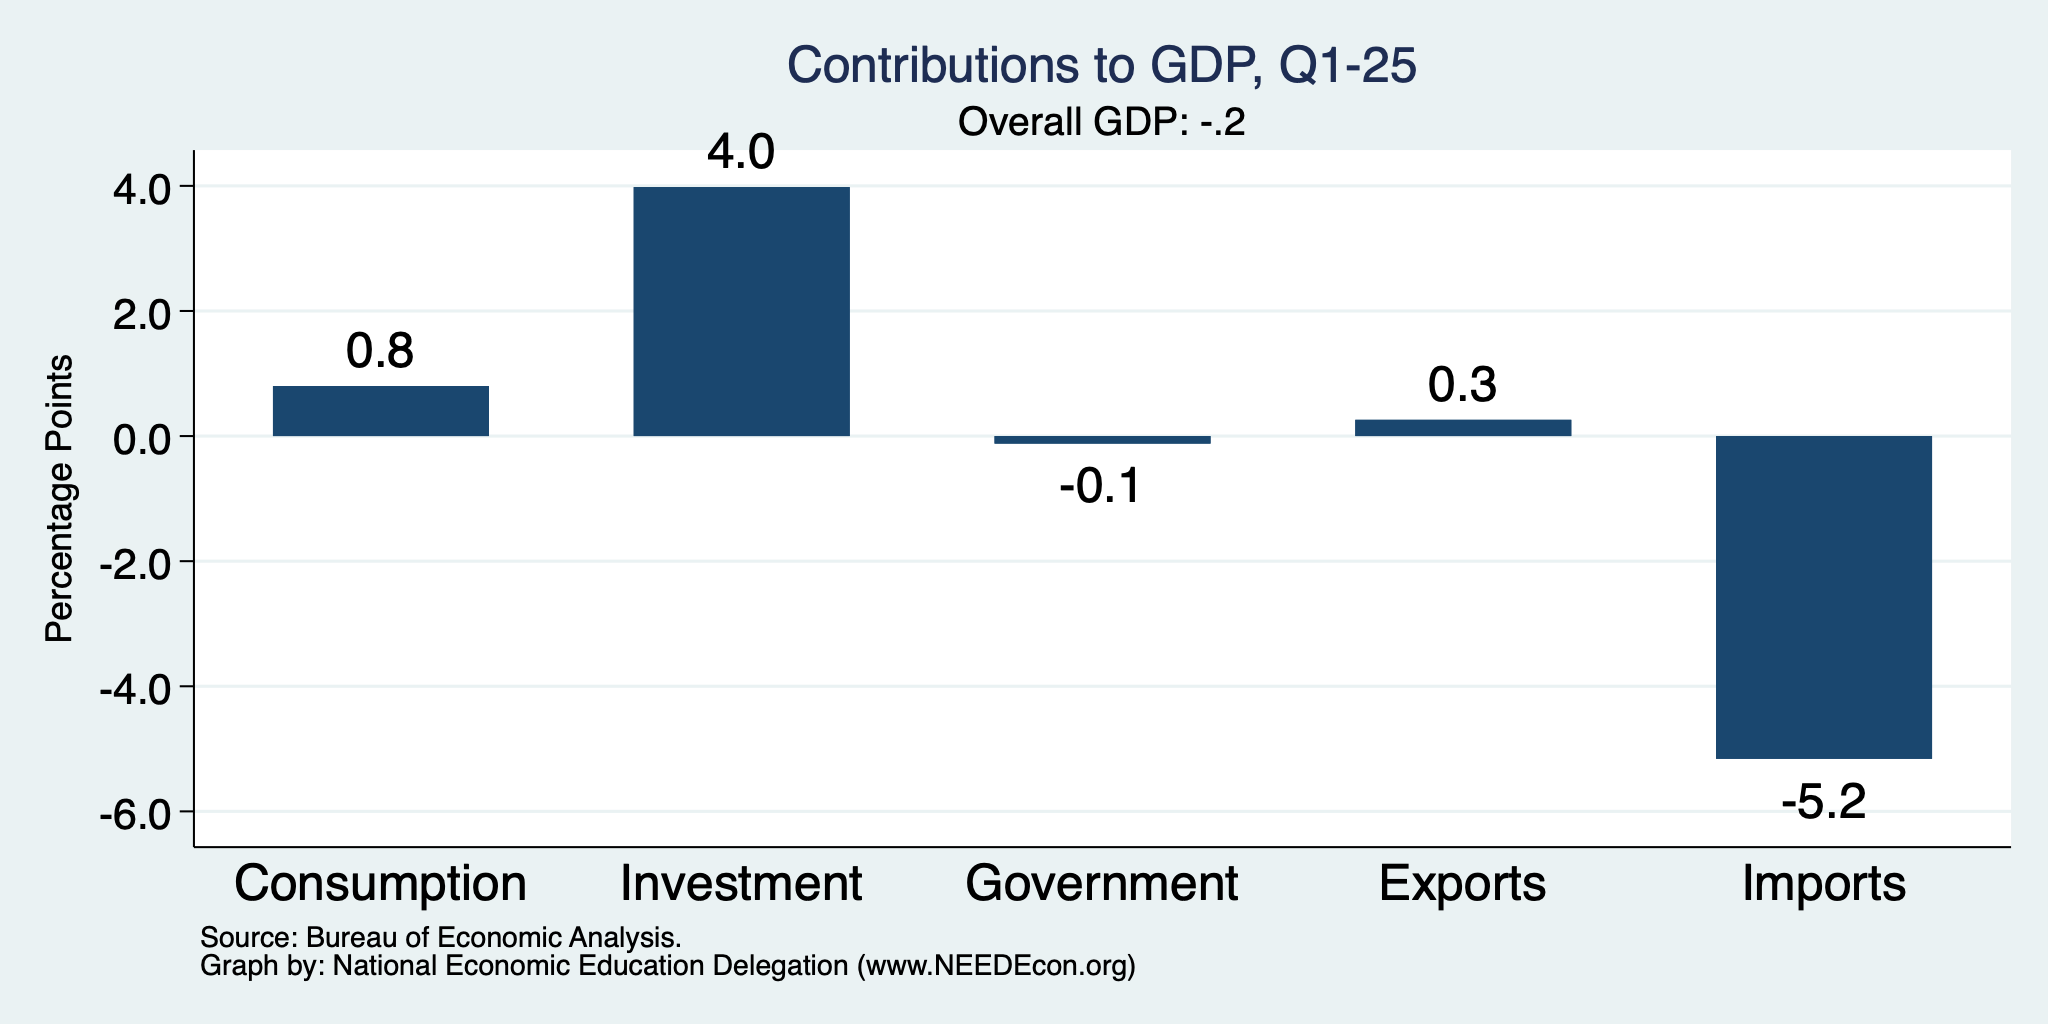 Contributions to GDP, Q1-25
Overall GDP: -.2
Percentage Points
4.0
2.0
0.0
-2.0
-4.0
-6.0
0.8
4.0
-0.1
0.3
-5.2
Consumption
Investment
Government
Exports
Imports
Source: Bureau of Economic Analysis.
Graph by: National Economic Education Delegation (www.NEEDEcon.org)